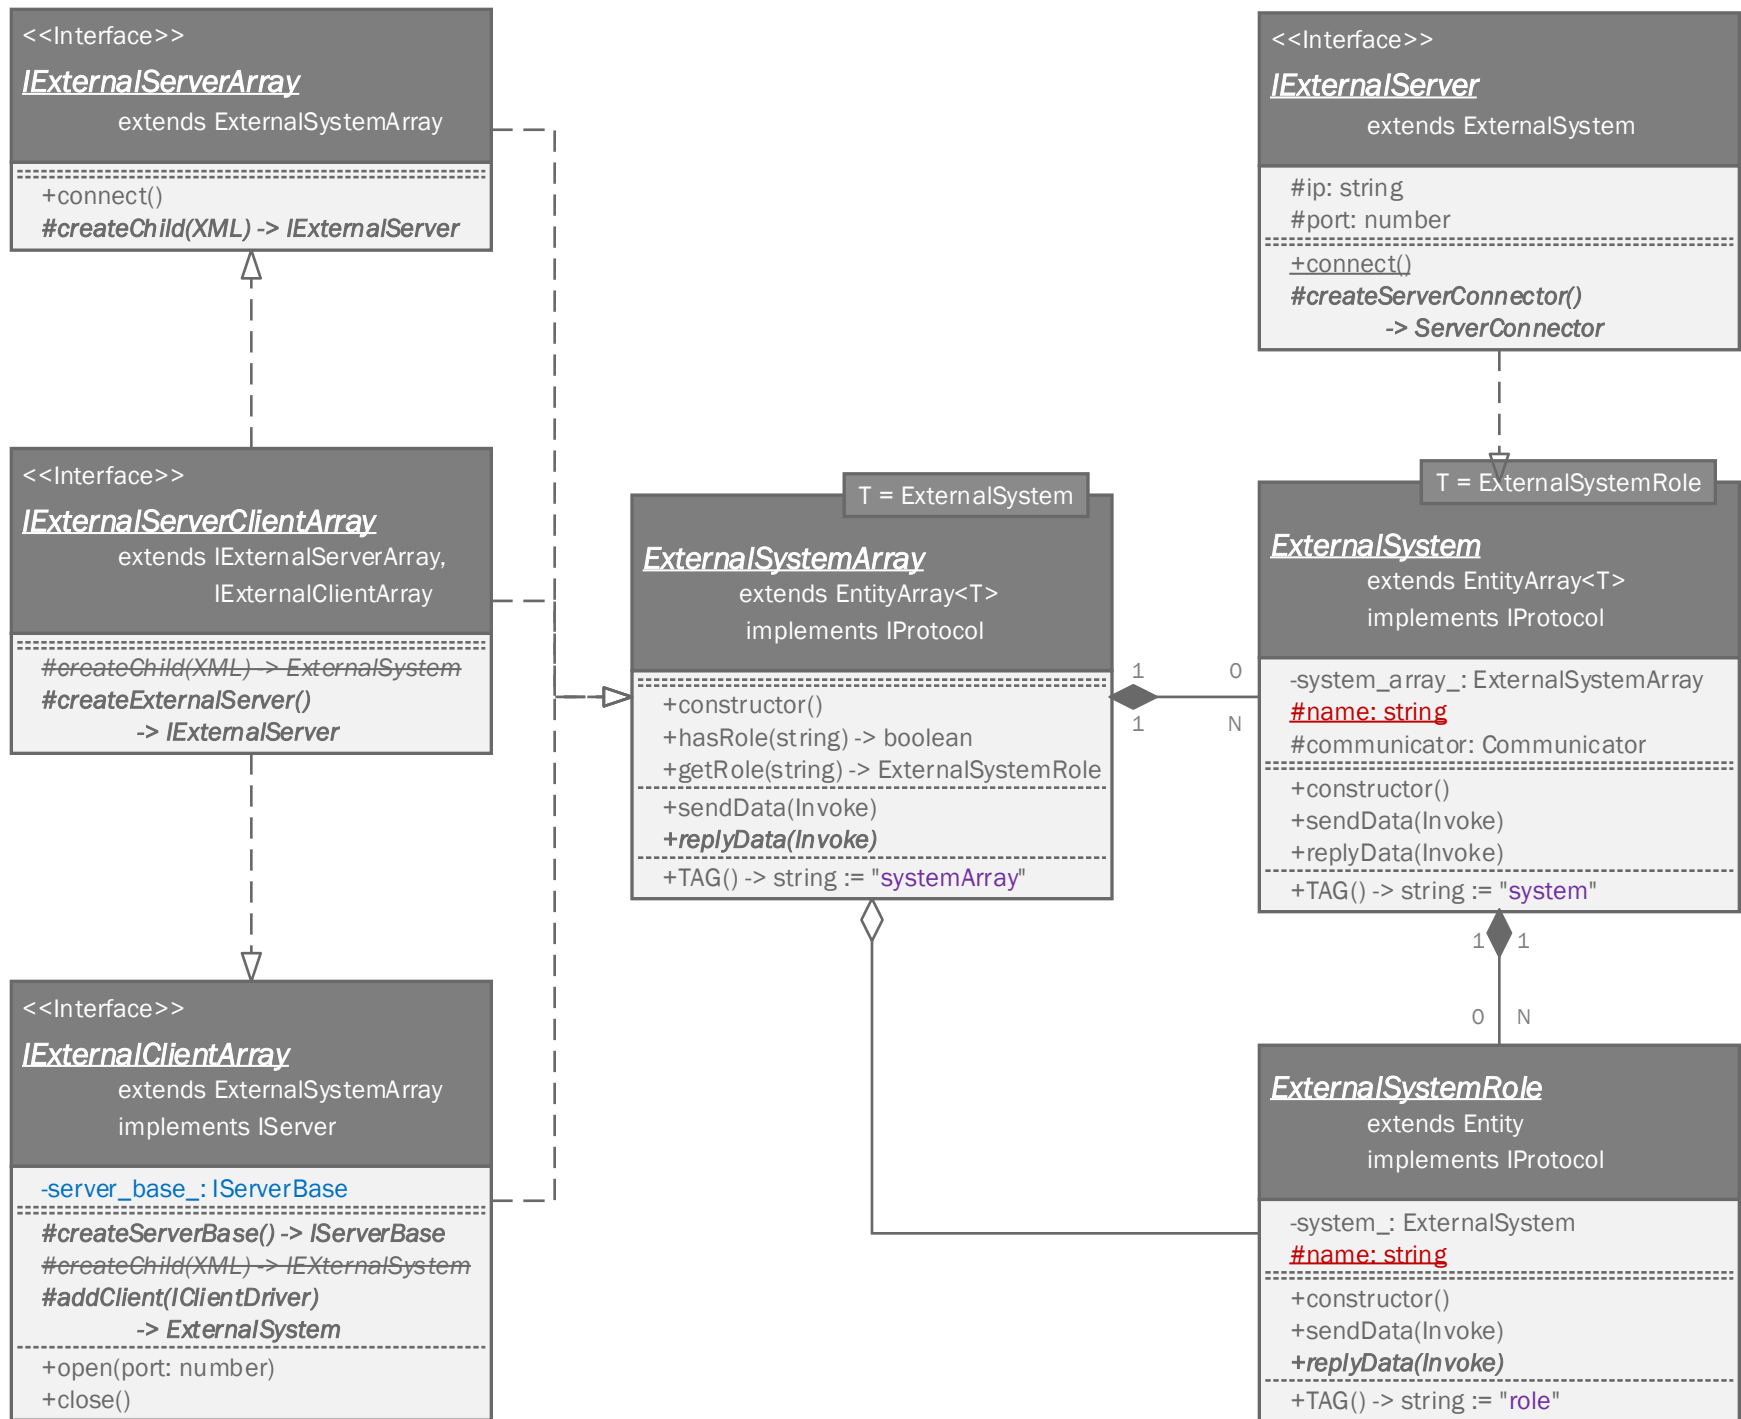 <<Interface>>
IExternalServerArray
extends ExternalSystemArray
+connect()
#createChild(XML) -> IExternalServer
<<Interface>>
IExternalServerClientArray
extends IExternalServerArray,
IExternalClientArray
#createChild(XML) -> ExternalSystem
#createExternalServer()
-> IExternalServer
<<Interface>>
IExternalClientArray
extends ExternalSystemArray
implements IServer
-server_base_: IServerBase
#createServerBase() -> IServerBase
#createChild(XML) -> IEXternalSystem
#addClient(IClientDriver)
-> ExternalSystem
+open(port: number)
+close()
T = ExternalSystem
ExternalSystemArray
extends EntityArray<T>
implements IProtocol
+constructor()
+hasRole(string) -> boolean
+getRole(string) -> ExternalSystemRole
+sendData(Invoke)
+replyData(Invoke)
+TAG() -> string := "systemArray"
1 0
1 N
<<Interface>>
IExternalServer
extends ExternalSystem
#ip: string
#port: number
+connect()
#createServerConnector()
-> ServerConnector
T = ExternalSystemRole
ExternalSystem
extends EntityArray<T>
implements IProtocol
-system_array_: ExternalSystemArray
#name: string
#communicator: Communicator
+constructor()
+sendData(Invoke)
+replyData(Invoke)
+TAG() -> string := "system"
1 1
0 N
ExternalSystemRole
extends Entity
implements IProtocol
-system_: ExternalSystem
#name: string
+constructor()
+sendData(Invoke)
+replyData(Invoke)
+TAG() -> string := "role"